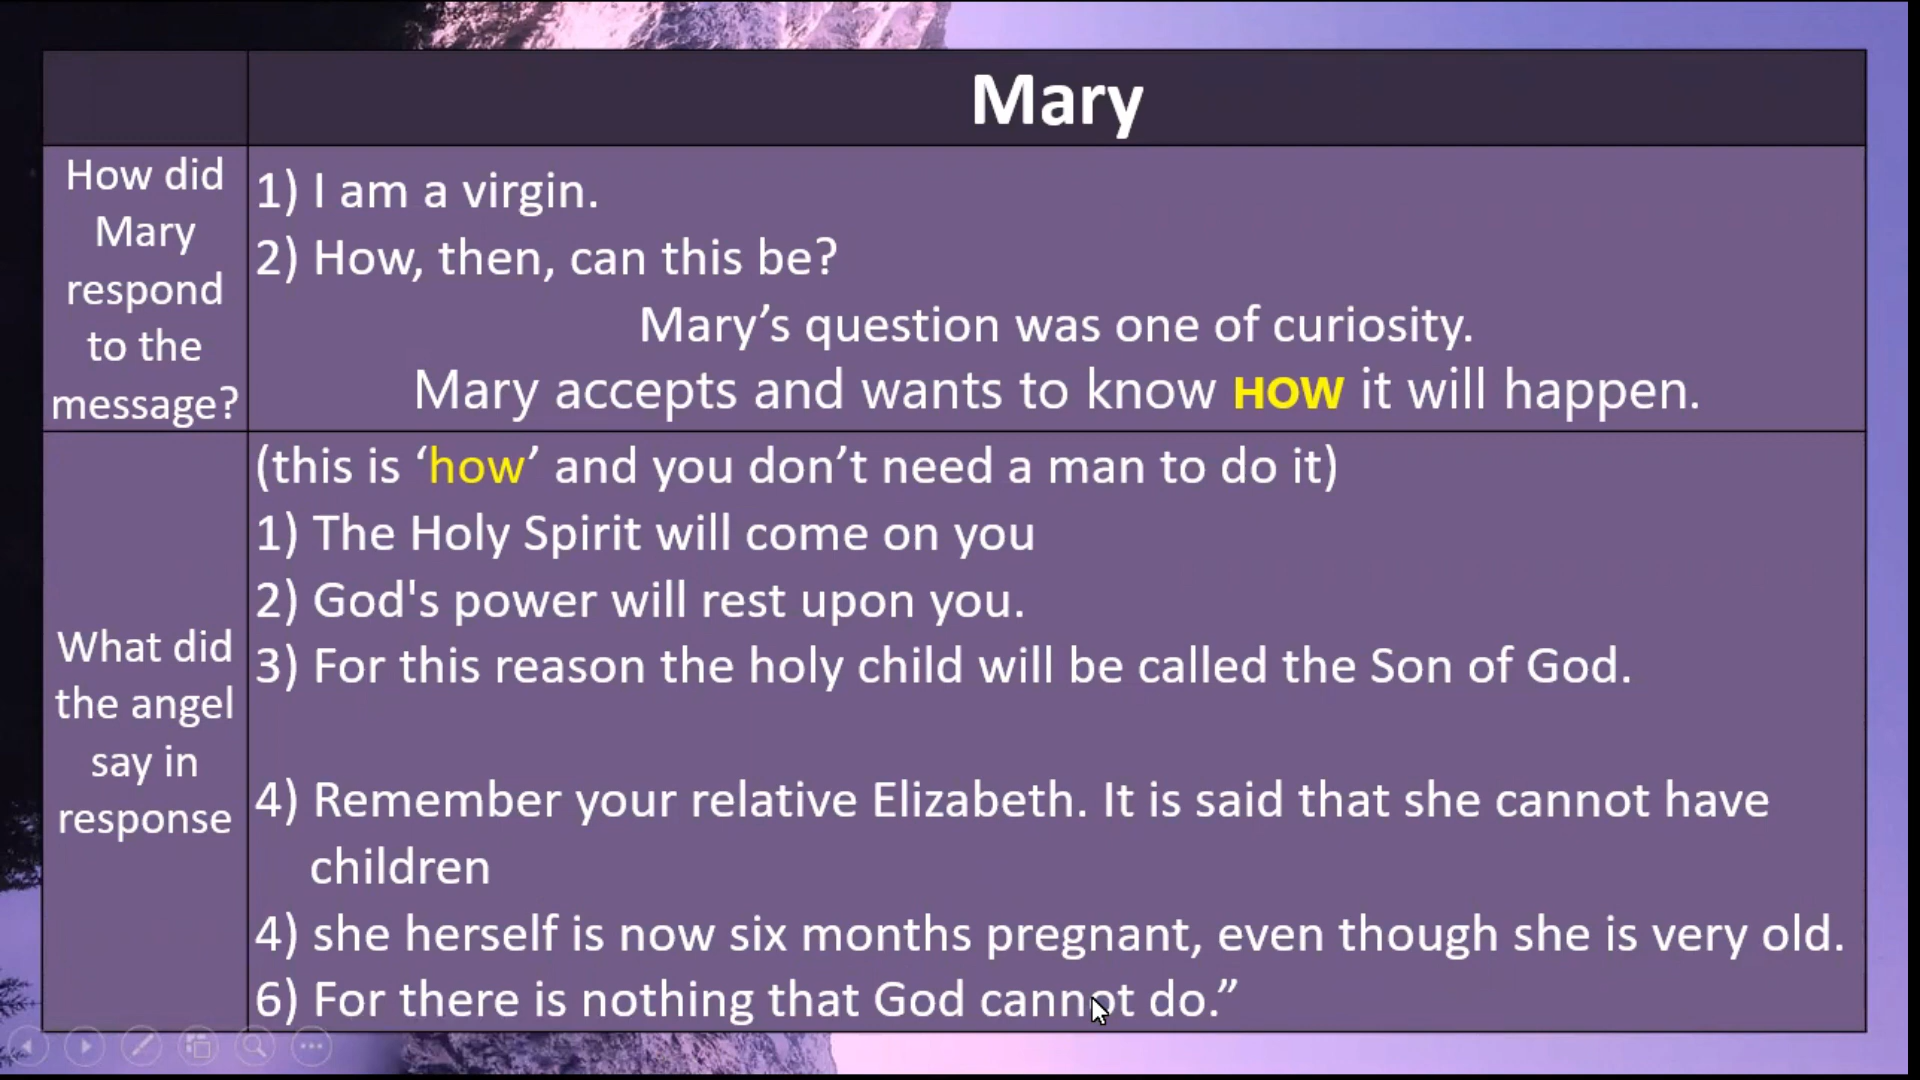 Mary
How did
Mary
respond
to the
message?
1) I am a virgin.
2) How, then, can this be?
Mary’s question was one of curiosity.
Mary accepts and wants to know HOW it will happen.
What did
the angel
say in
response
(this is ‘how’ and you don’t need a man to do it)
1) The Holy Spirit will come on you
2) God's power will rest upon you.
3) For this reason the holy child will be called the Son of God.
4) Remember your relative Elizabeth. It is said that she cannot have
children
4) she herself is now six months pregnant, even though she is very old.
6) For there is nothing that God cannot do.”